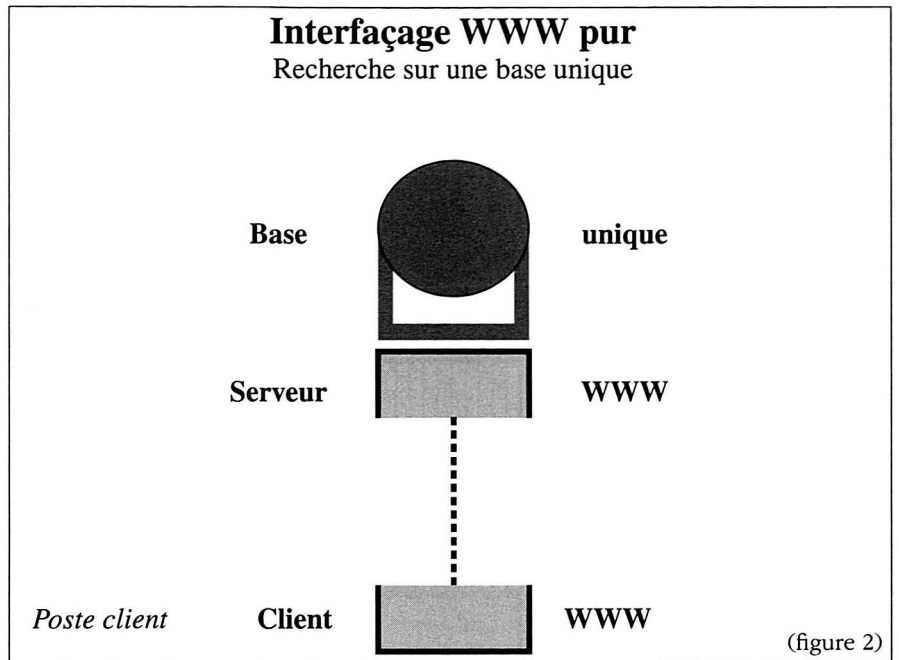 Interfaçage WWW pur
Recherche sur une base unique
Base unique
Serveur WWW
Poste client Client WWW
(figure 2)